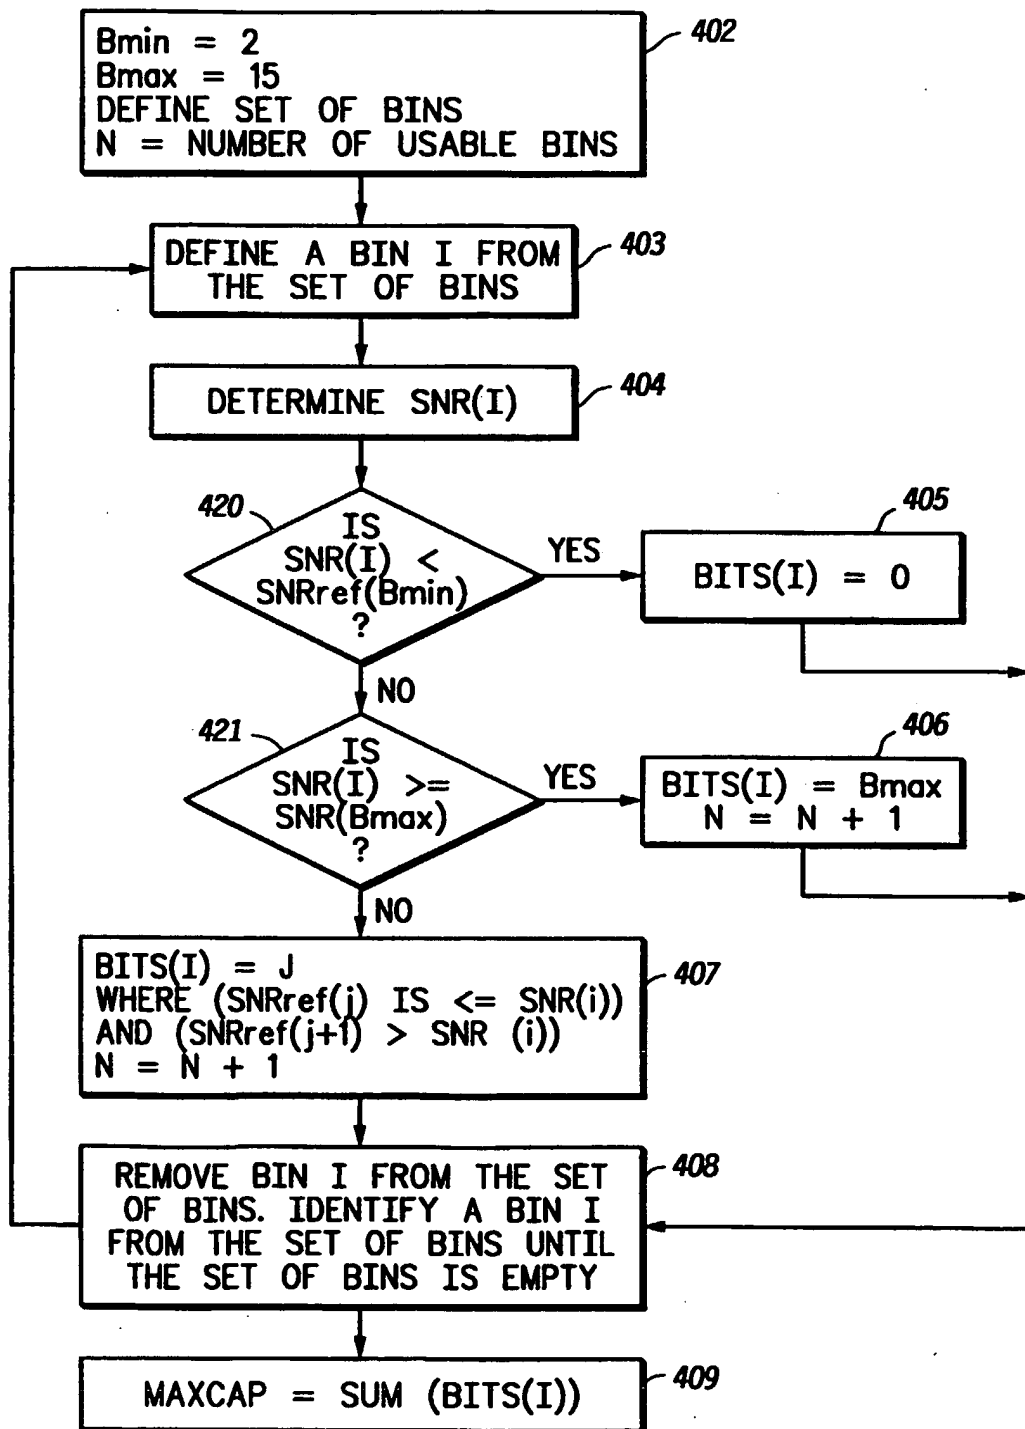 Bmin = 2
Bmax = 15
DEFINE SET OF BINS
N = NUMBER OF USABLE BINS
402
DEFINE A BIN I FROM
THE SET OF BINS
403
DETERMINE SNR(I)
404
420
IS
SNR(I) <
SNRref(Bmin)
?
YES
405
BITS(I) = 0
NO
421
IS
SNR(I) >=
SNR(Bmax)
?
YES
406
BITS(I) = Bmax
N = N + 1
NO
BITS(I) = J
WHERE (SNRref(j) IS <= SNR(i))
AND (SNRref(j+1) > SNR (i))
N = N + 1
407
REMOVE BIN I FROM THE SET
OF BINS. IDENTIFY A BIN I
FROM THE SET OF BINS UNTIL
THE SET OF BINS IS EMPTY
408
MAXCAP = SUM (BITS(I))
409